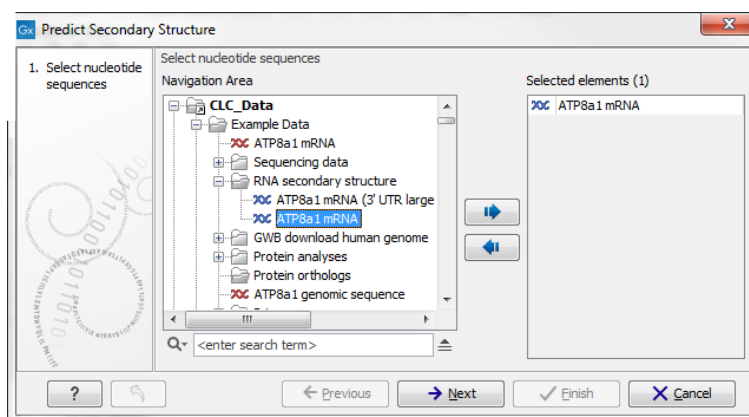 Gx Predict Secondary Structure
1. Select nucleotide
sequences
Select nucleotide sequences
Navigation Area
CLC_Data
Example Data
ATP8a1 mRNA
Sequencing data
RNA secondary structure
ATP8a1 mRNA (3' UTR large
ATP8a1 mRNA
GWB download human genome
Protein analyses
Protein orthologs
ATP8a1 genomic sequence
<enter search term>
Selected elements (1)
ATP8a1 mRNA
?
Previous
Next
Finish
Cancel